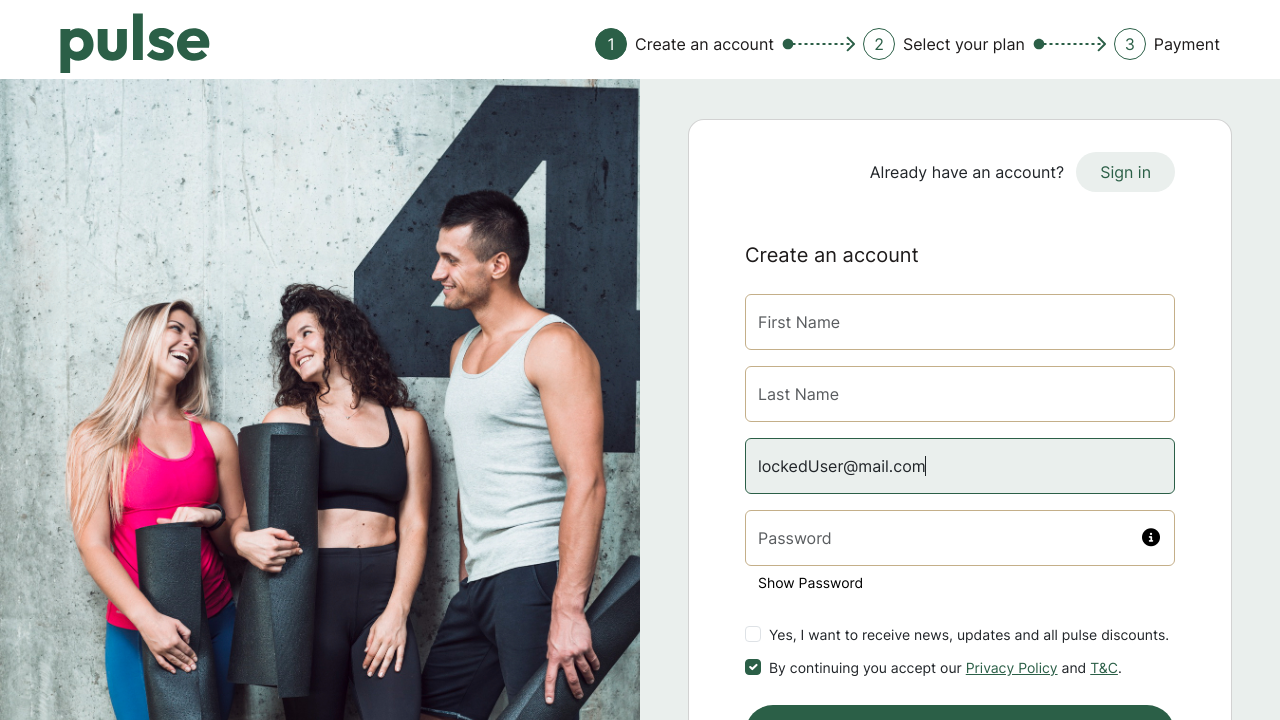 pulse
1 Create an account 2 Select your plan 3 Payment
4
Already have an account? Sign in
Create an account
First Name
Last Name
lockedUser@mail.com
Password
Show Password
Yes, I want to receive news, updates and all pulse discounts.
By continuing you accept our Privacy Policy and T&C.